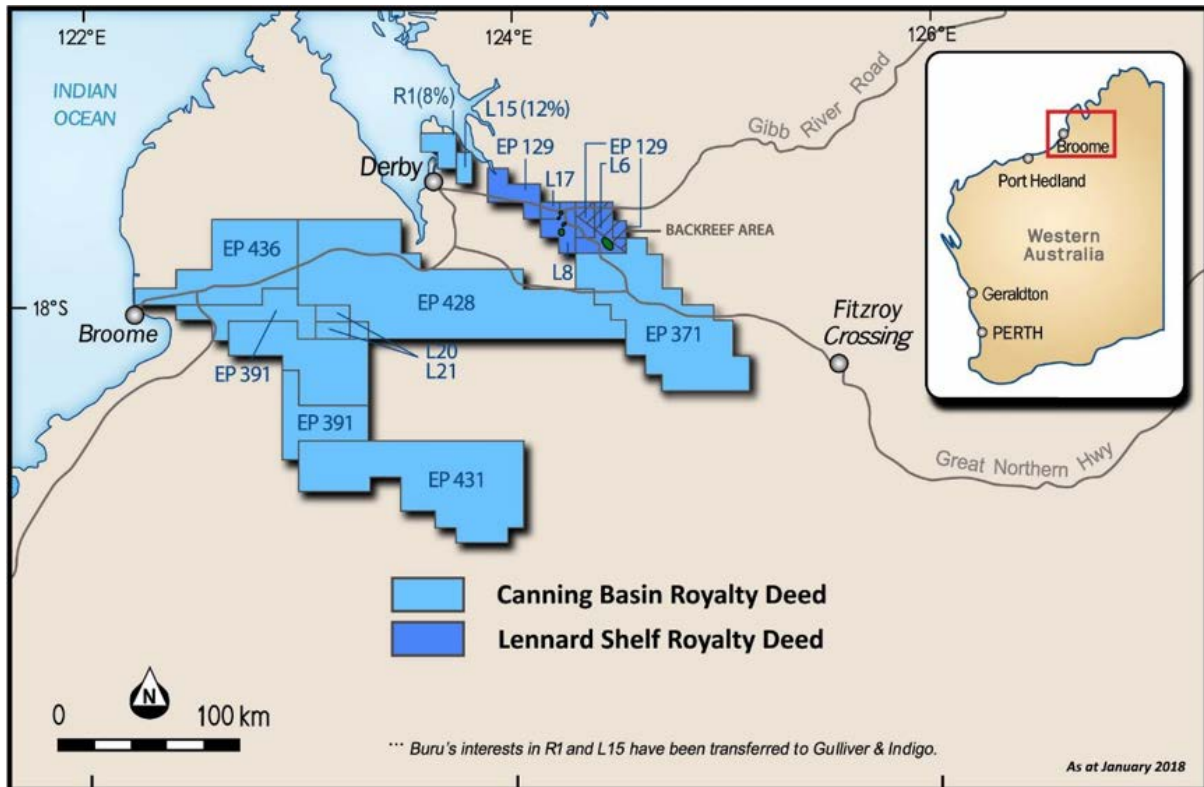 122°E
124°E
126°E
INDIAN
OCEAN
R1(8%)
L15 (12%)
EP 129
L17
EP 129
L6
Gibb River Road
Derby
BACKREEF AREA
L8
EP 436
EP 428
18°S
Broome
EP 371
Fitzroy
Crossing
L20
L21
EP 391
EP 391
EP 431
Great Northern Hwy
Broome
Port Hedland
Western
Australia
Geraldton
PERTH
Canning Basin Royalty Deed
Lennard Shelf Royalty Deed
N
0 100 km
... Buru's interests in R1 and L15 have been transferred to Gulliver & Indigo.
As at January 2018